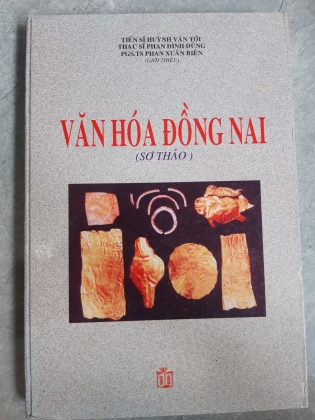 TIẾN SĨ HUỲNH VĂN TỚI
THẠC SĨ PHAN ĐÌNH DŨNG
PGS.TS PHAN XUÂN BIÊN
(GIỚI THIỆU)
VĂN HÓA ĐỒNG NAI
(SƠ THẢO)